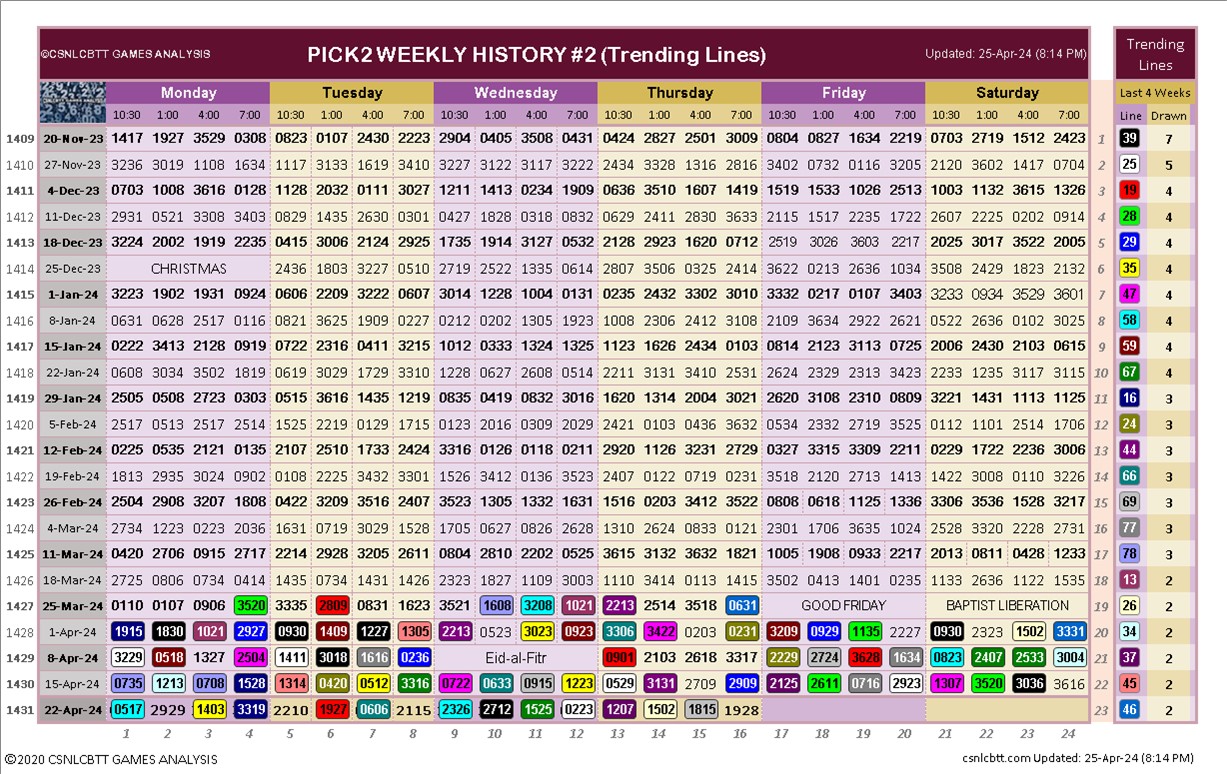 ©CSNLCBTT GAMES ANALYSIS PICK2 WEEKLY HISTORY #2 (Trending Lines) Updated: 25-Apr-24 (8:14 PM) Trending Lines
Monday Tuesday Wednesday Thursday Friday Saturday Last 4 Weeks
10:30 1:00 4:00 7:00 10:30 1:00 4:00 7:00 10:30 1:00 4:00 7:00 10:30 1:00 4:00 7:00 10:30 1:00 4:00 7:00 10:30 1:00 4:00 7:00 Line Drawn
1409 20-Nov-23 1417 1927 3529 0308 0823 0107 2430 2223 2904 0405 3508 0431 0424 2827 2501 3009 0804 0827 1634 2219 0703 2719 1512 2423 1 39 7
1410 27-Nov-23 3236 3019 1108 1634 1117 3133 1619 3410 3227 3122 3117 3222 2434 3328 1316 2816 3402 0732 0116 3205 2120 3602 1417 0704 2 25 5
1411 4-Dec-23 0703 1008 3616 0128 1128 2032 0111 3027 1211 1413 0234 1909 0636 3510 1607 1419 1519 1533 1026 2513 1003 1132 3615 1326 3 19 4
1412 11-Dec-23 2931 0521 3308 3403 0829 1435 2630 0301 0427 1828 0318 0832 0629 2411 2830 3633 2115 1517 2235 1722 2607 2225 0202 0914 4 28 4
1413 18-Dec-23 3224 2002 1919 2235 0415 3006 2124 2925 1735 1914 3127 0532 2128 2923 1620 0712 2519 3026 3603 2217 2025 3017 3522 2005 5 29 4
1414 25-Dec-23 CHRISTMAS 2436 1803 3227 0513 2719 2522 1335 0614 2807 3506 0325 2414 3622 0213 2636 1034 3508 2429 1823 2132 6 35 4
1415 1-Jan-24 3223 1902 1931 0924 0606 2209 3222 0603 3014 1228 1004 0131 0235 2432 3302 3010 3332 0217 0107 3403 3233 0934 3529 3601 7 47 4
1416 8-Jan-24 0631 0628 2517 0116 0821 3625 1909 0227 0212 0202 1305 1923 1008 2306 2412 3108 2109 3634 2922 2621 0522 2636 0102 3025 8 58 4
1417 15-Jan-24 0222 3413 2128 0919 0722 2316 0411 3215 1012 0333 1324 1325 1123 1626 2434 0103 0814 2123 3113 0725 2006 2430 2103 0615 9 59 4
1418 22-Jan-24 0608 3034 3502 1819 0619 3029 1729 3310 1228 0627 2608 0514 2211 3131 3410 2531 2624 2329 2313 3423 2233 1235 3117 3115 10 67 4
1419 29-Jan-24 2505 0508 2723 0303 0515 3616 1435 1219 0835 0419 0832 3016 1620 1314 2004 3021 2620 3108 2310 0809 3221 1431 1113 1125 11 16 3
1420 5-Feb-24 2517 0513 2517 2514 1525 2219 0129 1713 0123 2016 0309 2029 2421 0103 0436 3632 0534 2332 2719 3525 0112 1101 2514 1706 12 24 3
1421 12-Feb-24 0225 0535 2121 0135 2107 2510 1733 2424 3316 0126 0118 0211 2920 1126 3231 2729 0327 3315 3309 2211 0229 1722 2236 3006 13 44 3
1422 19-Feb-24 1813 2935 3024 0902 0108 2225 3432 3301 1526 3412 0136 3523 2407 0122 0719 0231 3518 2120 2713 1413 1422 3008 0110 3226 14 66 3
1423 26-Feb-24 2504 2908 3207 1808 0422 3209 3516 2407 3523 1305 1332 1631 1516 0203 3412 3522 0808 0618 1125 1336 3306 3536 1528 3217 15 69 3
1424 4-Mar-24 2734 1223 0223 2036 1631 0719 3029 1528 1705 0627 0826 2628 1310 2624 0833 0121 2301 1706 3635 1024 2528 3320 2228 2731 16 77 3
1425 11-Mar-24 0420 2706 0915 2717 2214 2928 3205 2611 0804 2810 2202 0525 3615 3132 3632 1821 1005 1908 0933 2217 2013 0811 0428 1233 17 78 3
1426 18-Mar-24 2725 0806 0734 0414 1435 0734 1431 1426 2323 1827 1109 3003 1110 3414 0113 1415 3502 0413 1401 0235 1133 2636 1122 1535 18 13 2
1427 25-Mar-24 0110 0107 0906 3520 3335 2809 0831 1623 3521 1608 3208 1021 2213 2514 3518 0631 GOOD FRIDAY BAPTIST LIBERATION 19 26 2
1428 1-Apr-24 1915 1830 1021 2927 0930 1409 1227 1305 2213 0523 3023 0923 3306 3422 0203 0231 3209 0929 1135 2227 0930 2323 1502 3331 20 34 2
1429 8-Apr-24 3229 0518 1327 2504 1411 3018 1616 0236 Eid-al-Fitr 0901 2103 2618 3317 2229 2724 3628 1634 0823 2407 2533 3004 21 37 2
1430 15-Apr-24 0735 1213 0708 1528 1314 0420 0512 3316 0722 0633 0915 1223 0529 3131 2709 2909 2125 2611 0716 2923 1307 3520 3036 3616 22 45 2
1431 22-Apr-24 0517 2929 1403 3319 2210 1927 0606 2115 2326 2712 1525 0223 1207 1502 1815 1928 23 46 2
1 2 3 4 5 6 7 8 9 10 11 12 13 14 15 16 17 18 19 20 21 22 23 24
©2020 CSNLCBTT GAMES ANALYSIS csnlcbtt.com Updated: 25-Apr-24 (8:14 PM)